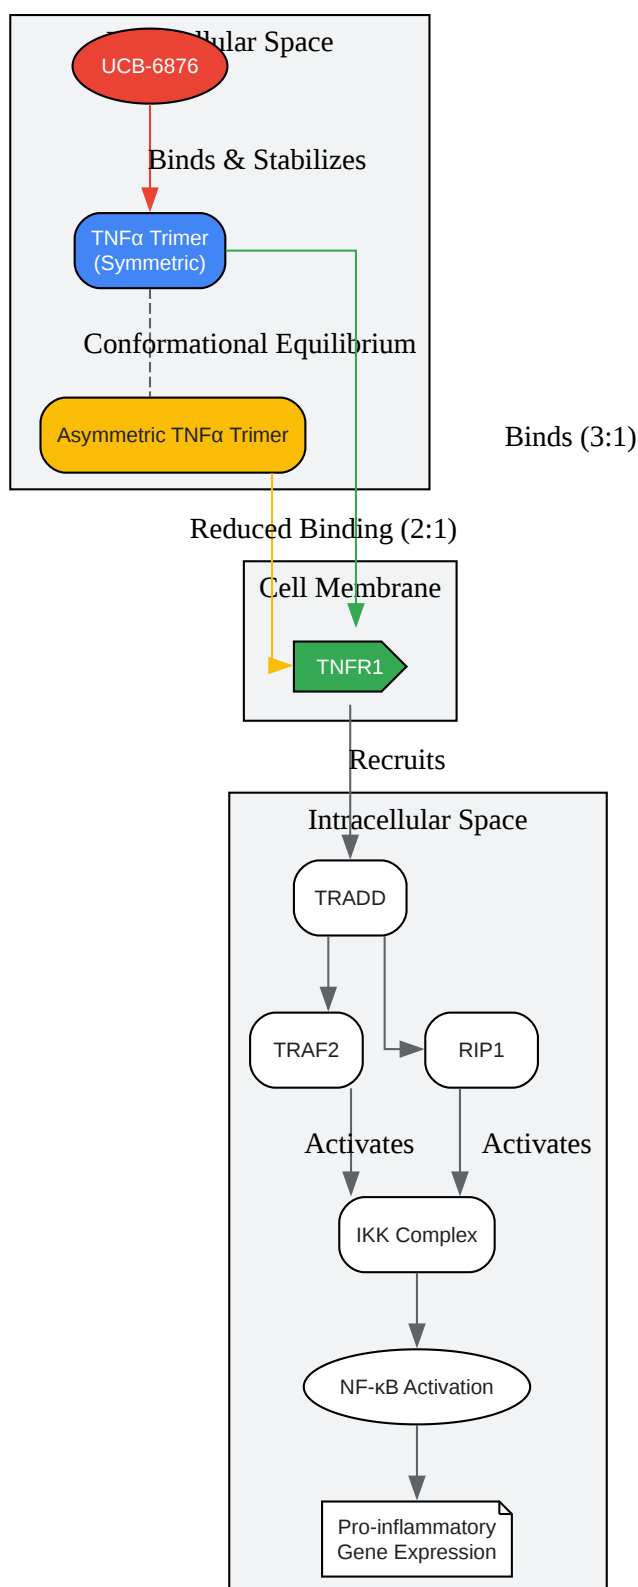 Space
UCB-6876
Binds & Stabilizes
TNFα Trimer
(Symmetric)
Conformational Equilibrium
Asymmetric TNFα Trimer
Binds (3:1)
Reduced Binding (2:1)
Cell Membrane
TNFR1
Recruits
Intracellular Space
TRADD
TRAF2
RIP1
Activates
Activates
IKK Complex
NF-κB Activation
Pro-inflammatory
Gene Expression